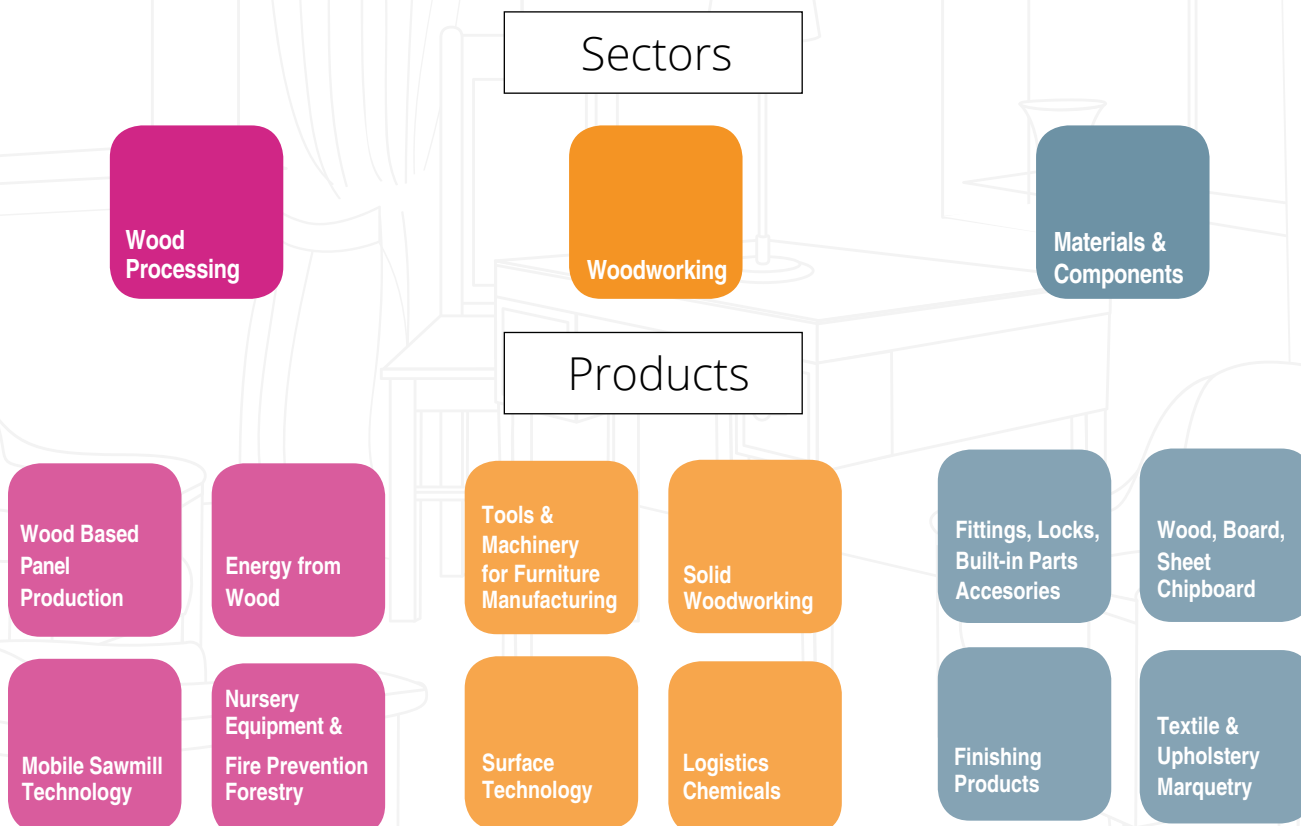 Sectors
Wood
Processing
Woodworking
Materials &
Components
Products
Wood Based
Panel
Production
Energy from
Wood
Tools &
Machinery
for Furniture
Manufacturing
Solid
Woodworking
Fittings, Locks,
Built-in Parts
Accesories
Wood, Board,
Sheet
Chipboard
Mobile Sawmill
Technology
Nursery
Equipment &
Fire Prevention
Forestry
Surface
Technology
Logistics
Chemicals
Finishing
Products
Textile &
Upholstery
Marquetry